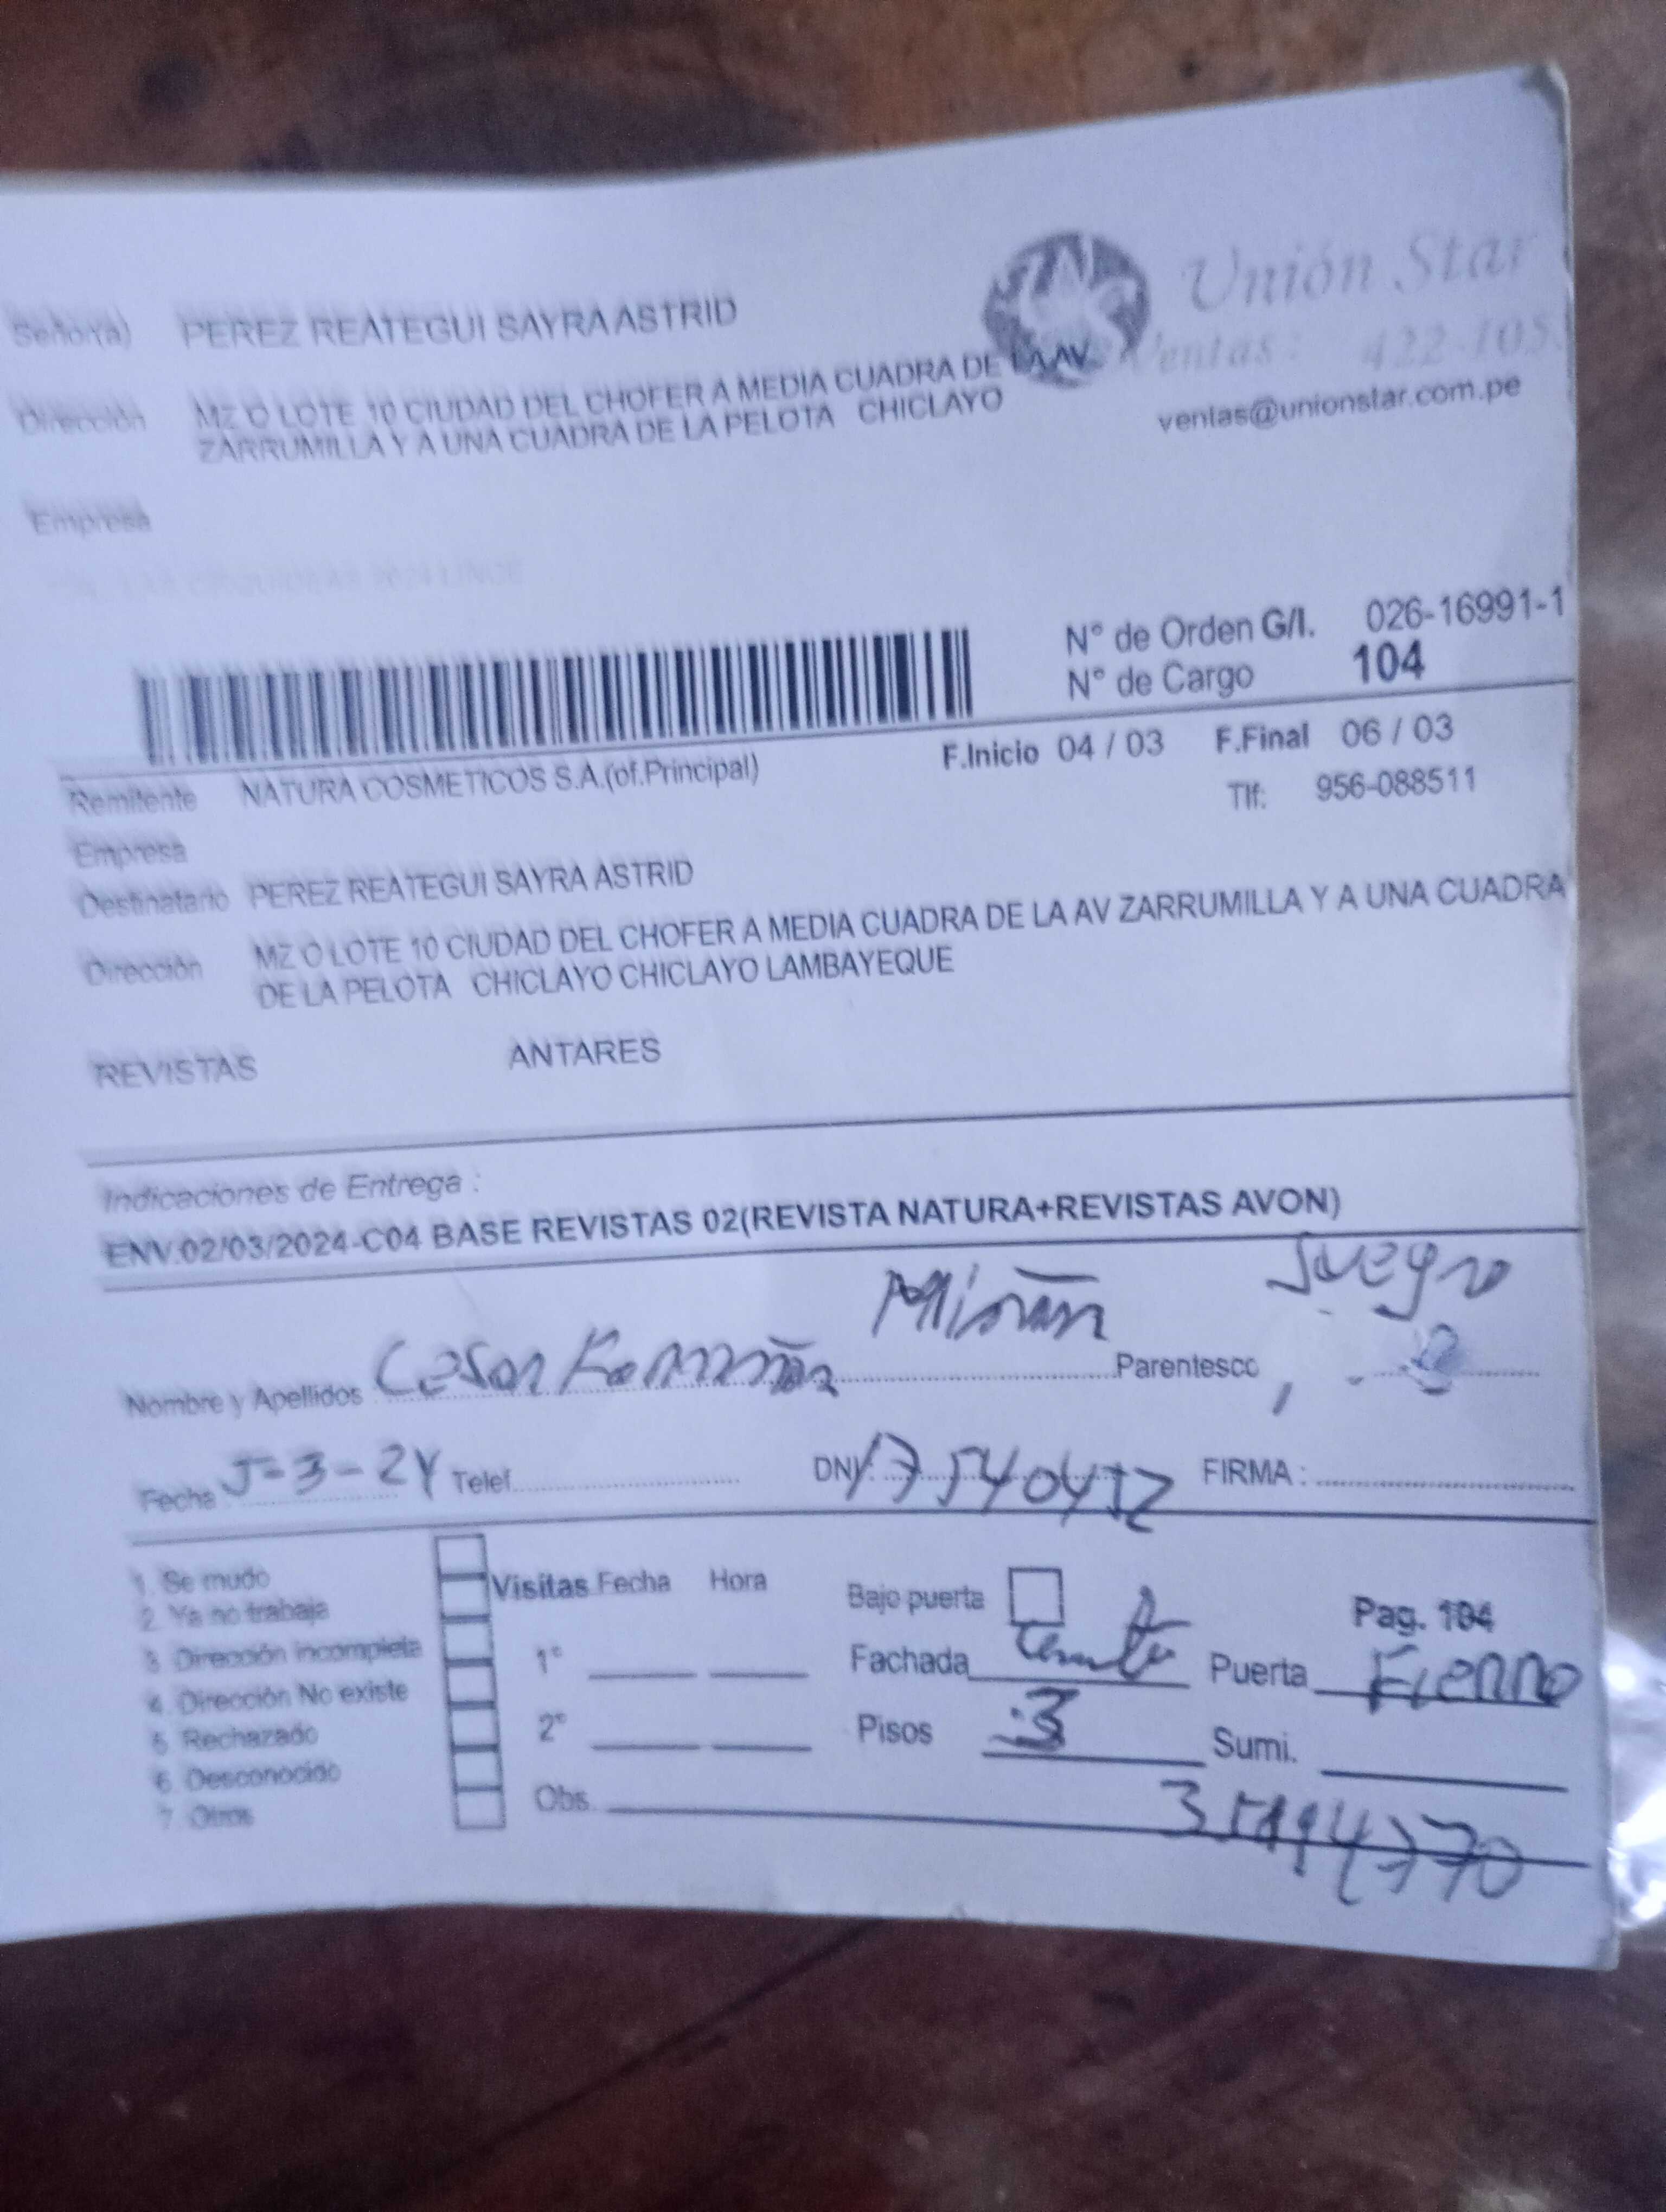 Unión Star
Ventas: 422-105
ventas@unionstar.com.pe
Señor(a) PEREZ REATEGUI SAYRA ASTRID
Dirección MZ O LOTE 10 CIUDAD DEL CHOFER A MEDIA CUADRA DE LA AV.
ZARRUMILLA Y A UNA CUADRA DE LA PELOTA CHICLAYO
Empresa
N° de Orden G/I. 026-16991-1
N° de Cargo 104
F.Inicio 04 / 03 F.Final 06 / 03
Remitente NATURA COSMETICOS S.A.(of.Principal) Tlf: 956-088511
Empresa
Destinatario PEREZ REATEGUI SAYRA ASTRID
Dirección MZ O LOTE 10 CIUDAD DEL CHOFER A MEDIA CUADRA DE LA AV ZARRUMILLA Y A UNA CUADRA
DE LA PELOTA CHICLAYO CHICLAYO LAMBAYEQUE
REVISTAS ANTARES
Indicaciones de Entrega :
ENV.02/03/2024-C04 BASE REVISTAS 02(REVISTA NATURA+REVISTAS AVON)
Suegro
Nombre y Apellidos Cesar Parentesco
Fecha 5-3-24 Telef. DNI: FIRMA :
1. Se mudo
2. Ya no trabaja
3. Dirección incompleta
4. Dirección No existe
5. Rechazado
6. Desconocido
7. Otros
Visitas Fecha Hora
1°
2°
Obs.
Bajo puerta Pag. 104
Fachada Puerta Fierro
Pisos 3 Sumi.